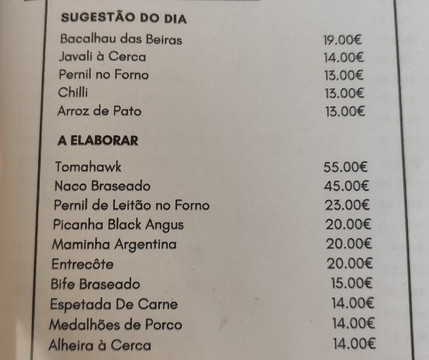 SUGESTÃO DO DIA
Bacalhau das Beiras 19.00€
Javali à Cerca 14.00€
Pernil no Forno 13.00€
Chilli 13.00€
Arroz de Pato 13.00€
A ELABORAR
Tomahawk 55.00€
Naco Braseado 45.00€
Pernil de Leitão no Forno 23.00€
Picanha Black Angus 20.00€
Maminha Argentina 20.00€
Entrecôte 20.00€
Bife Braseado 15.00€
Espetada De Carne 14.00€
Medalhões de Porco 14.00€
Alheira à Cerca 14.00€